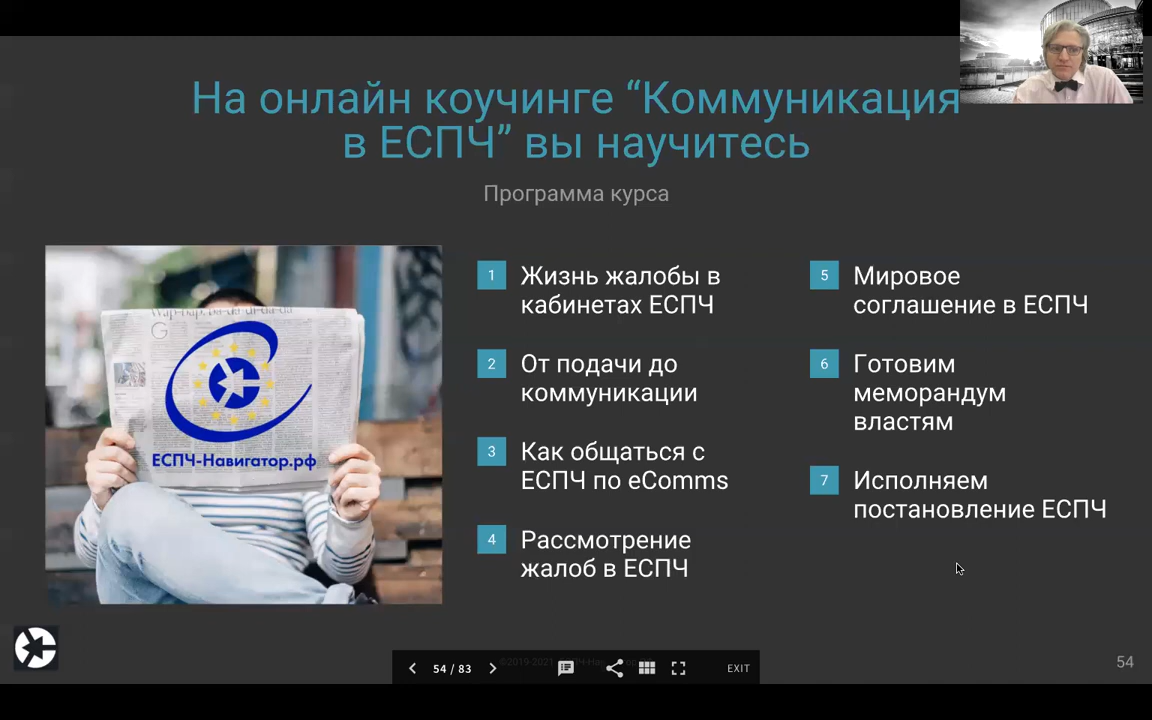 На онлайн коучинге “Коммуникация
в ЕСПЧ” вы научитесь
Программа курса
ЕСПЧ-Навигатор.рф
1
Жизнь жалобы в
кабинетах ЕСПЧ
2
От подачи до
коммуникации
3
Как общаться с
ЕСПЧ по eComms
4
Рассмотрение
жалоб в ЕСПЧ
5
Мировое
соглашение в ЕСПЧ
6
Готовим
меморандум
властям
7
Исполняем
постановление ЕСПЧ
54 / 83
EXIT
54